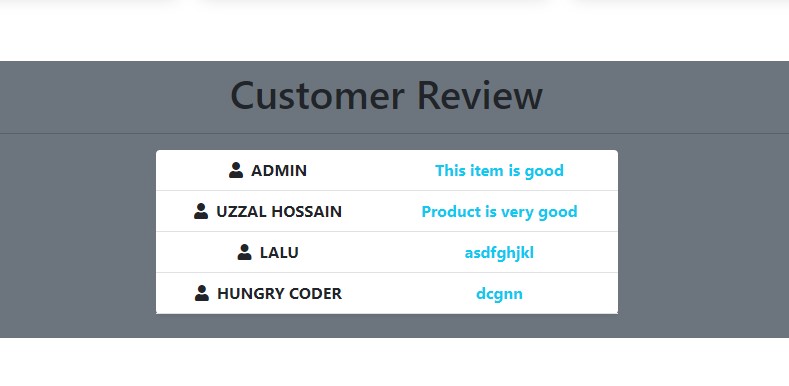 Customer Review
ADMIN This item is good
UZZAL HOSSAIN Product is very good
LALU asdfghjkl
HUNGRY CODER dcgnn